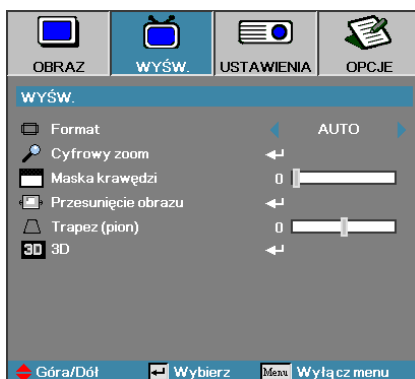 OBRAZ WYŚW. USTAWIENIA OPCJE
WYŚW.
Format AUTO
Cyfrowy zoom
Maska krawędzi 0
Przesunięcie obrazu
Trapez (pion) 0
3D 3D
Góra/Dół Wybierz Menu Wyłącz menu